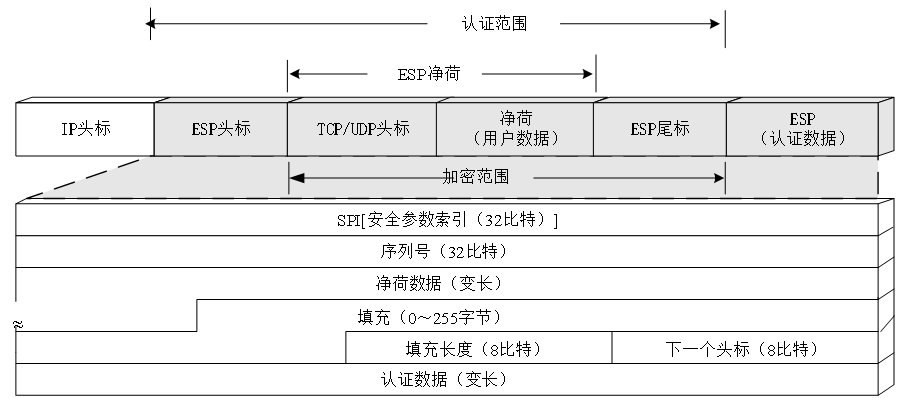 认证范围
ESP净荷
IP头标
ESP头标
TCP/UDP头标
净荷
（用户数据）
ESP尾标
ESP
（认证数据）
加密范围
SPI[安全参数索引（32比特）]
序列号（32比特）
净荷数据（变长）
填充（0～255字节）
≈
填充长度（8比特）
下一个头标（8比特）
认证数据（变长）